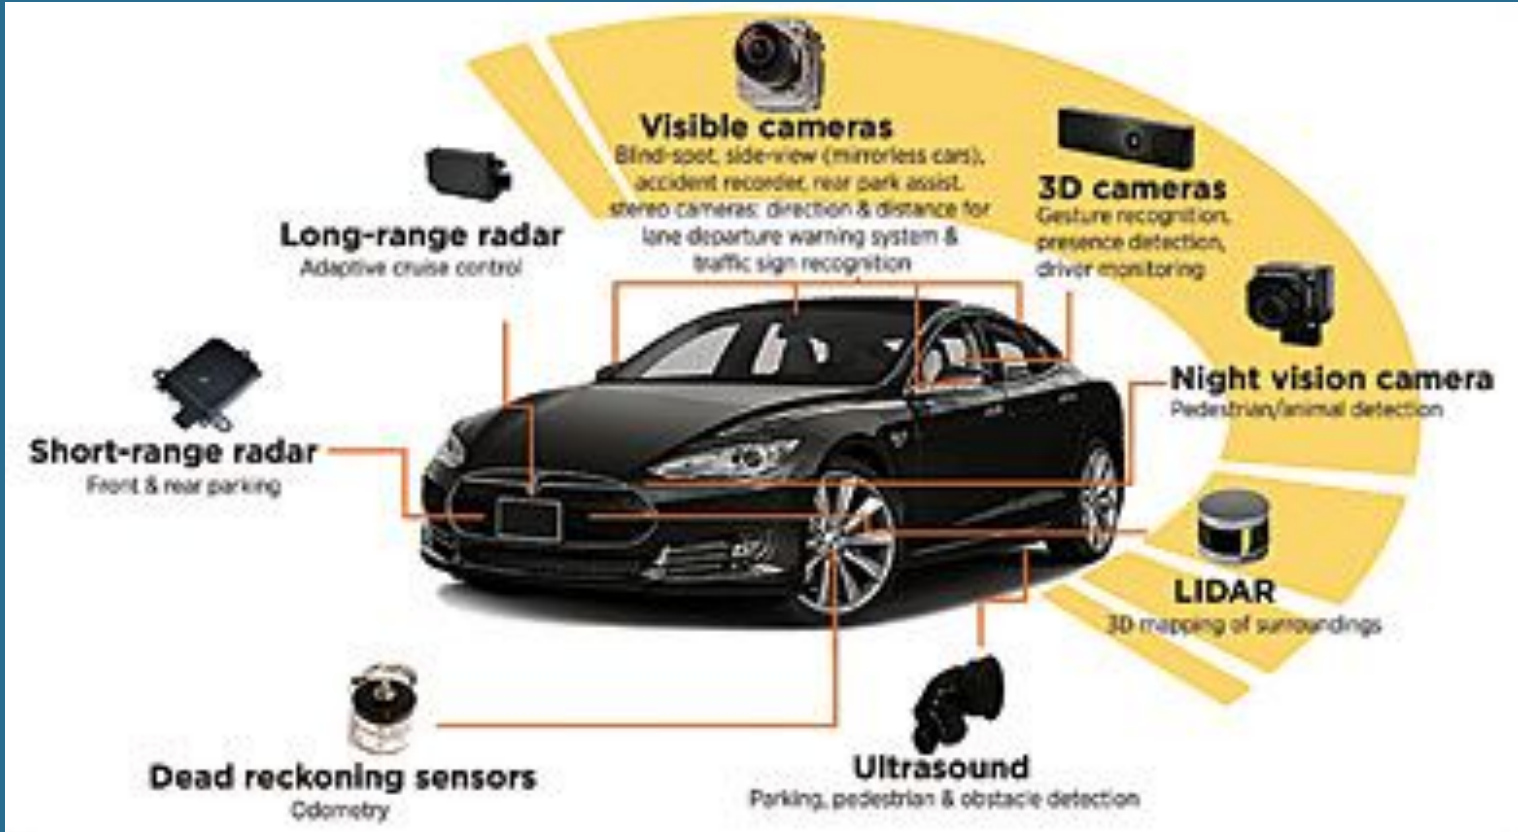 Visible cameras
Blind-spot, side-view (mirrorless cars),
accident recorder, rear park assist.
stereo cameras: direction & distance for
lane departure warning system &
traffic sign recognition
3D cameras
Gesture recognition,
presence detection,
driver monitoring
Long-range radar
Adaptive cruise control
Night vision camera
Pedestrian/animal detection
Short-range radar
Front & rear parking
LIDAR
3D mapping of surroundings
Dead reckoning sensors
Odometry
Ultrasound
Parking, pedestrian & obstacle detection